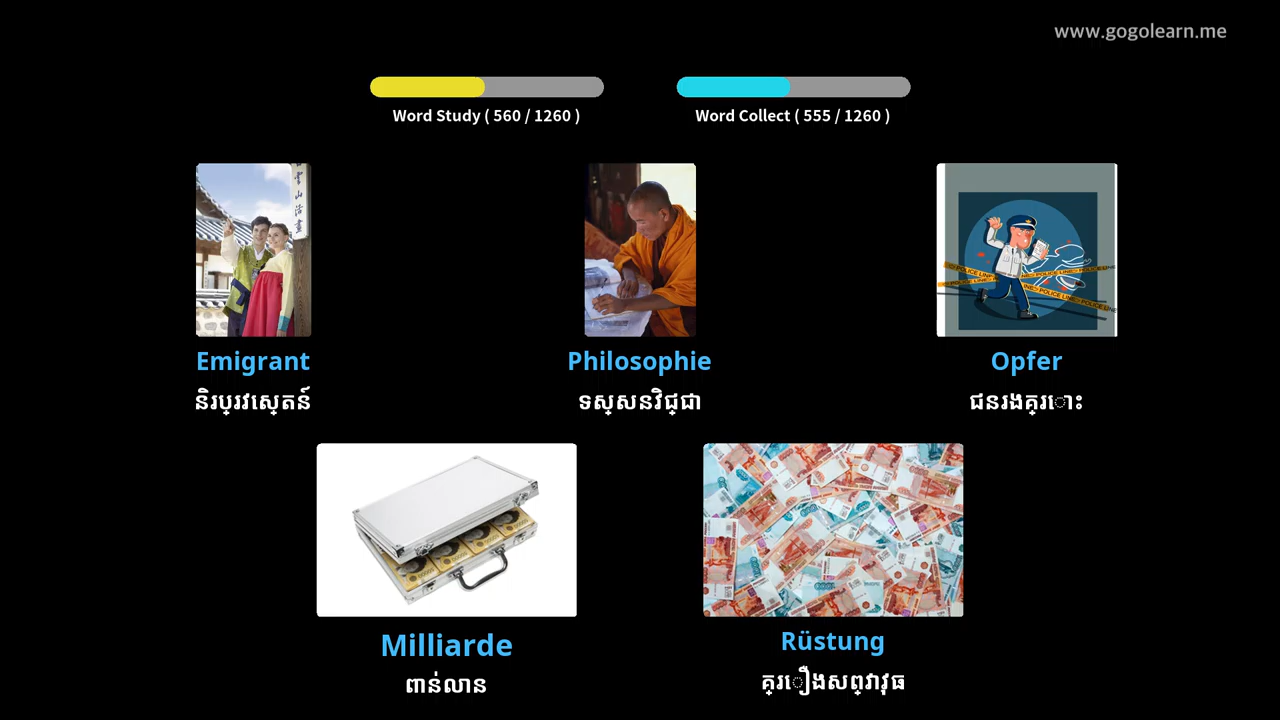 www.gogolearn.me
Word Study ( 560 / 1260 )
Word Collect ( 555 / 1260 )
Emigrant
Philosophie
Opfer
និរប្រវេស្តន៍
ទស្សនវិជ្ជា
ជនរងគ្រោះ
Milliarde
Rüstung
ពាន់លាន
គ្រឿងសព្វាវុធ